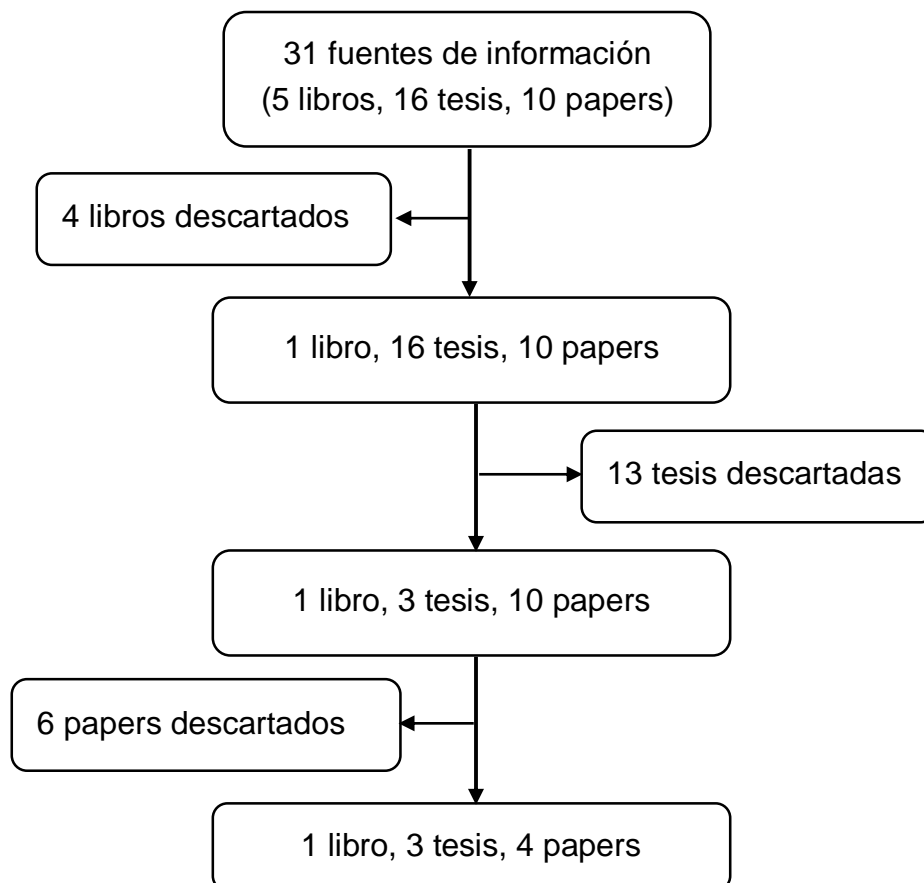 31 fuentes de información
(5 libros, 16 tesis, 10 papers)
4 libros descartados
1 libro, 16 tesis, 10 papers
13 tesis descartadas
1 libro, 3 tesis, 10 papers
6 papers descartados
1 libro, 3 tesis, 4 papers